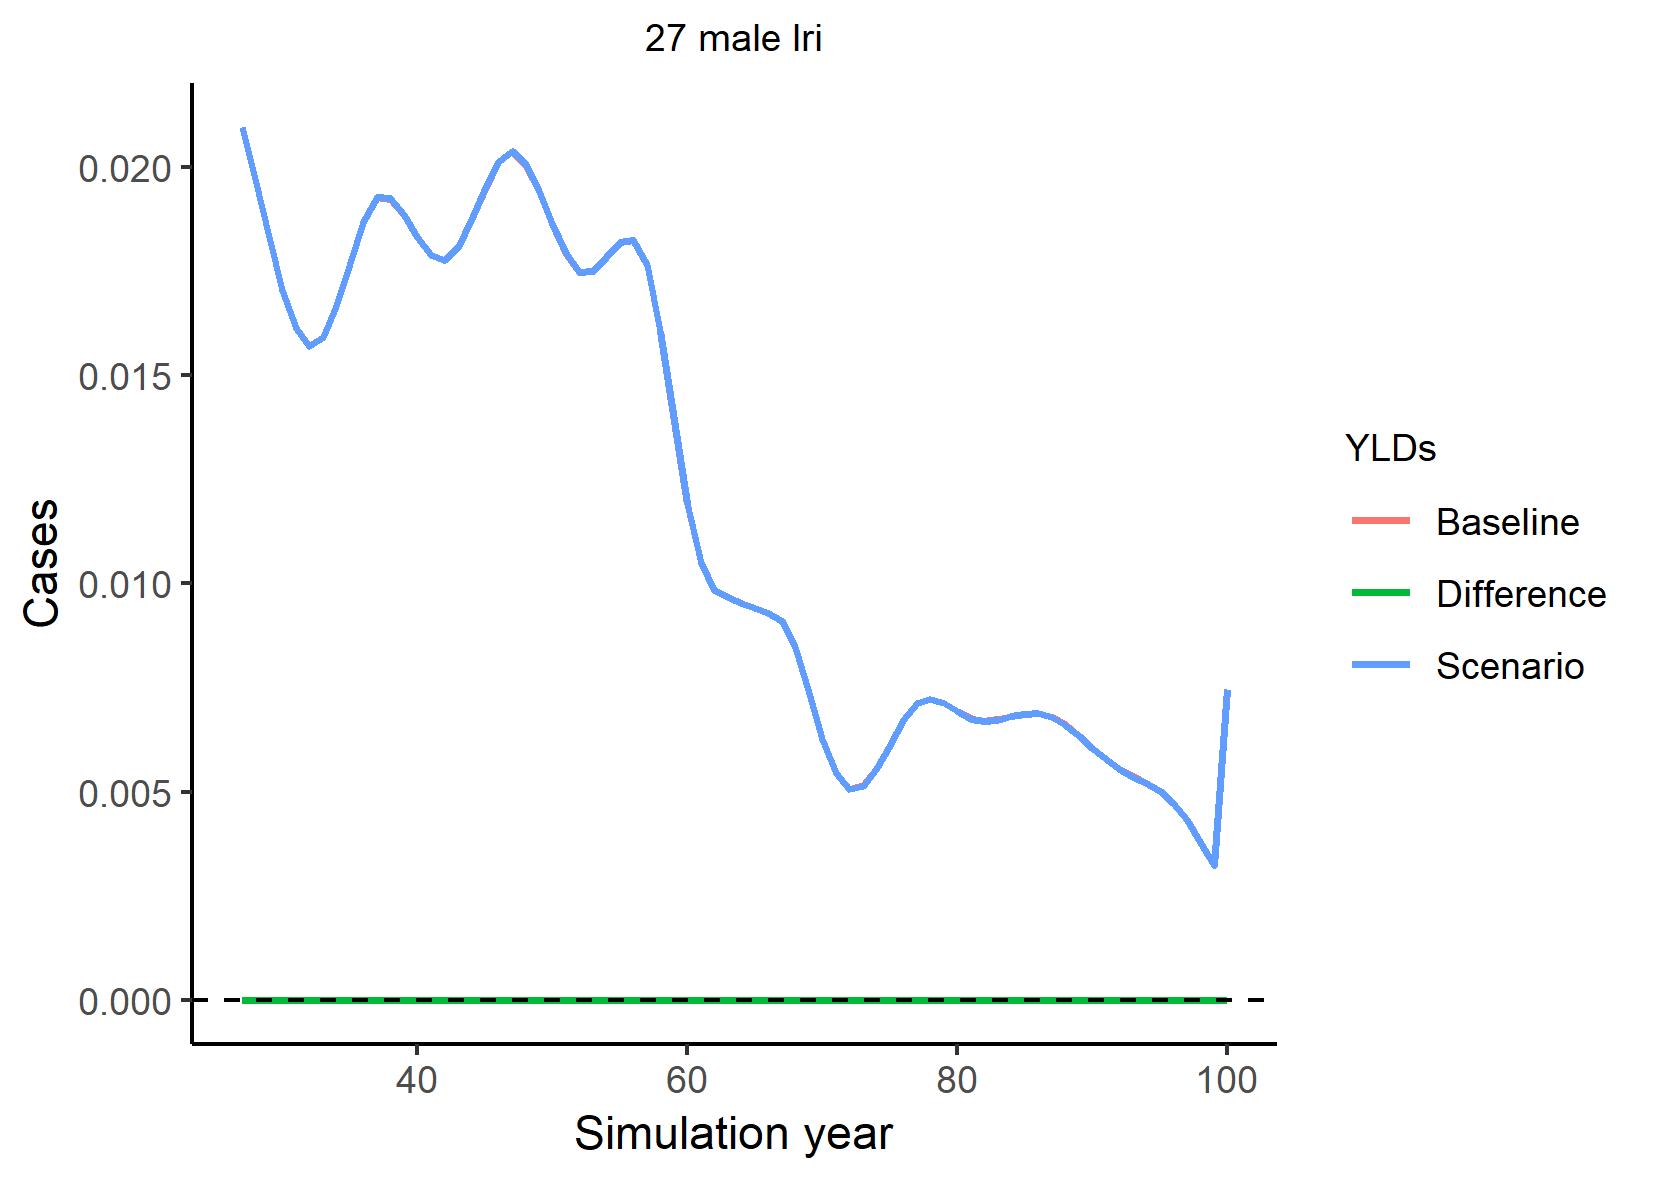 27 male lri
Cases
0.020
0.015
0.010
0.005
0.000
40 60 80 100
Simulation year
YLDs
Baseline
Difference
Scenario